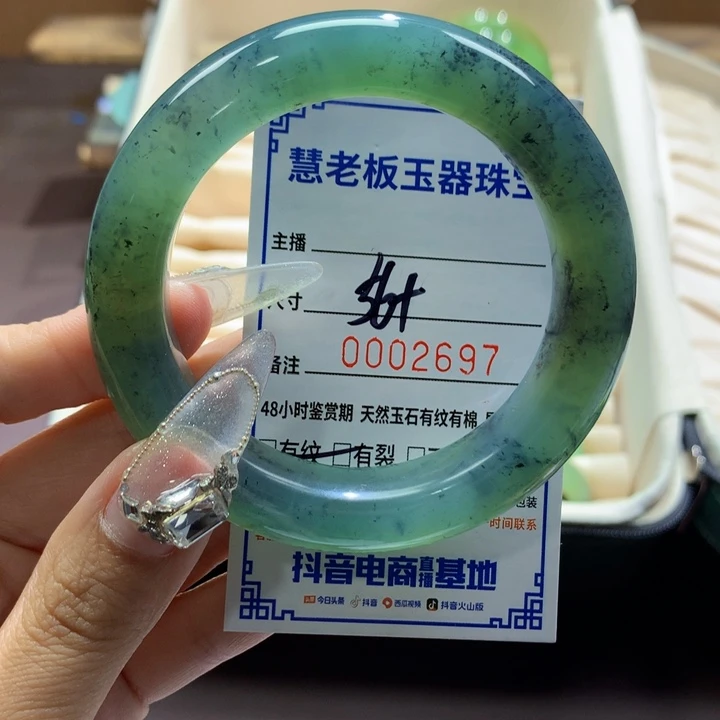 慧老板玉器珠宝
主播
尺寸
0002697
备注
48小时鉴赏期 天然玉石有纹有棉
有纹 □有裂 □
包装
时间联系
抖音电商直播基地
今日头条 抖音 西瓜视频 抖音火山版